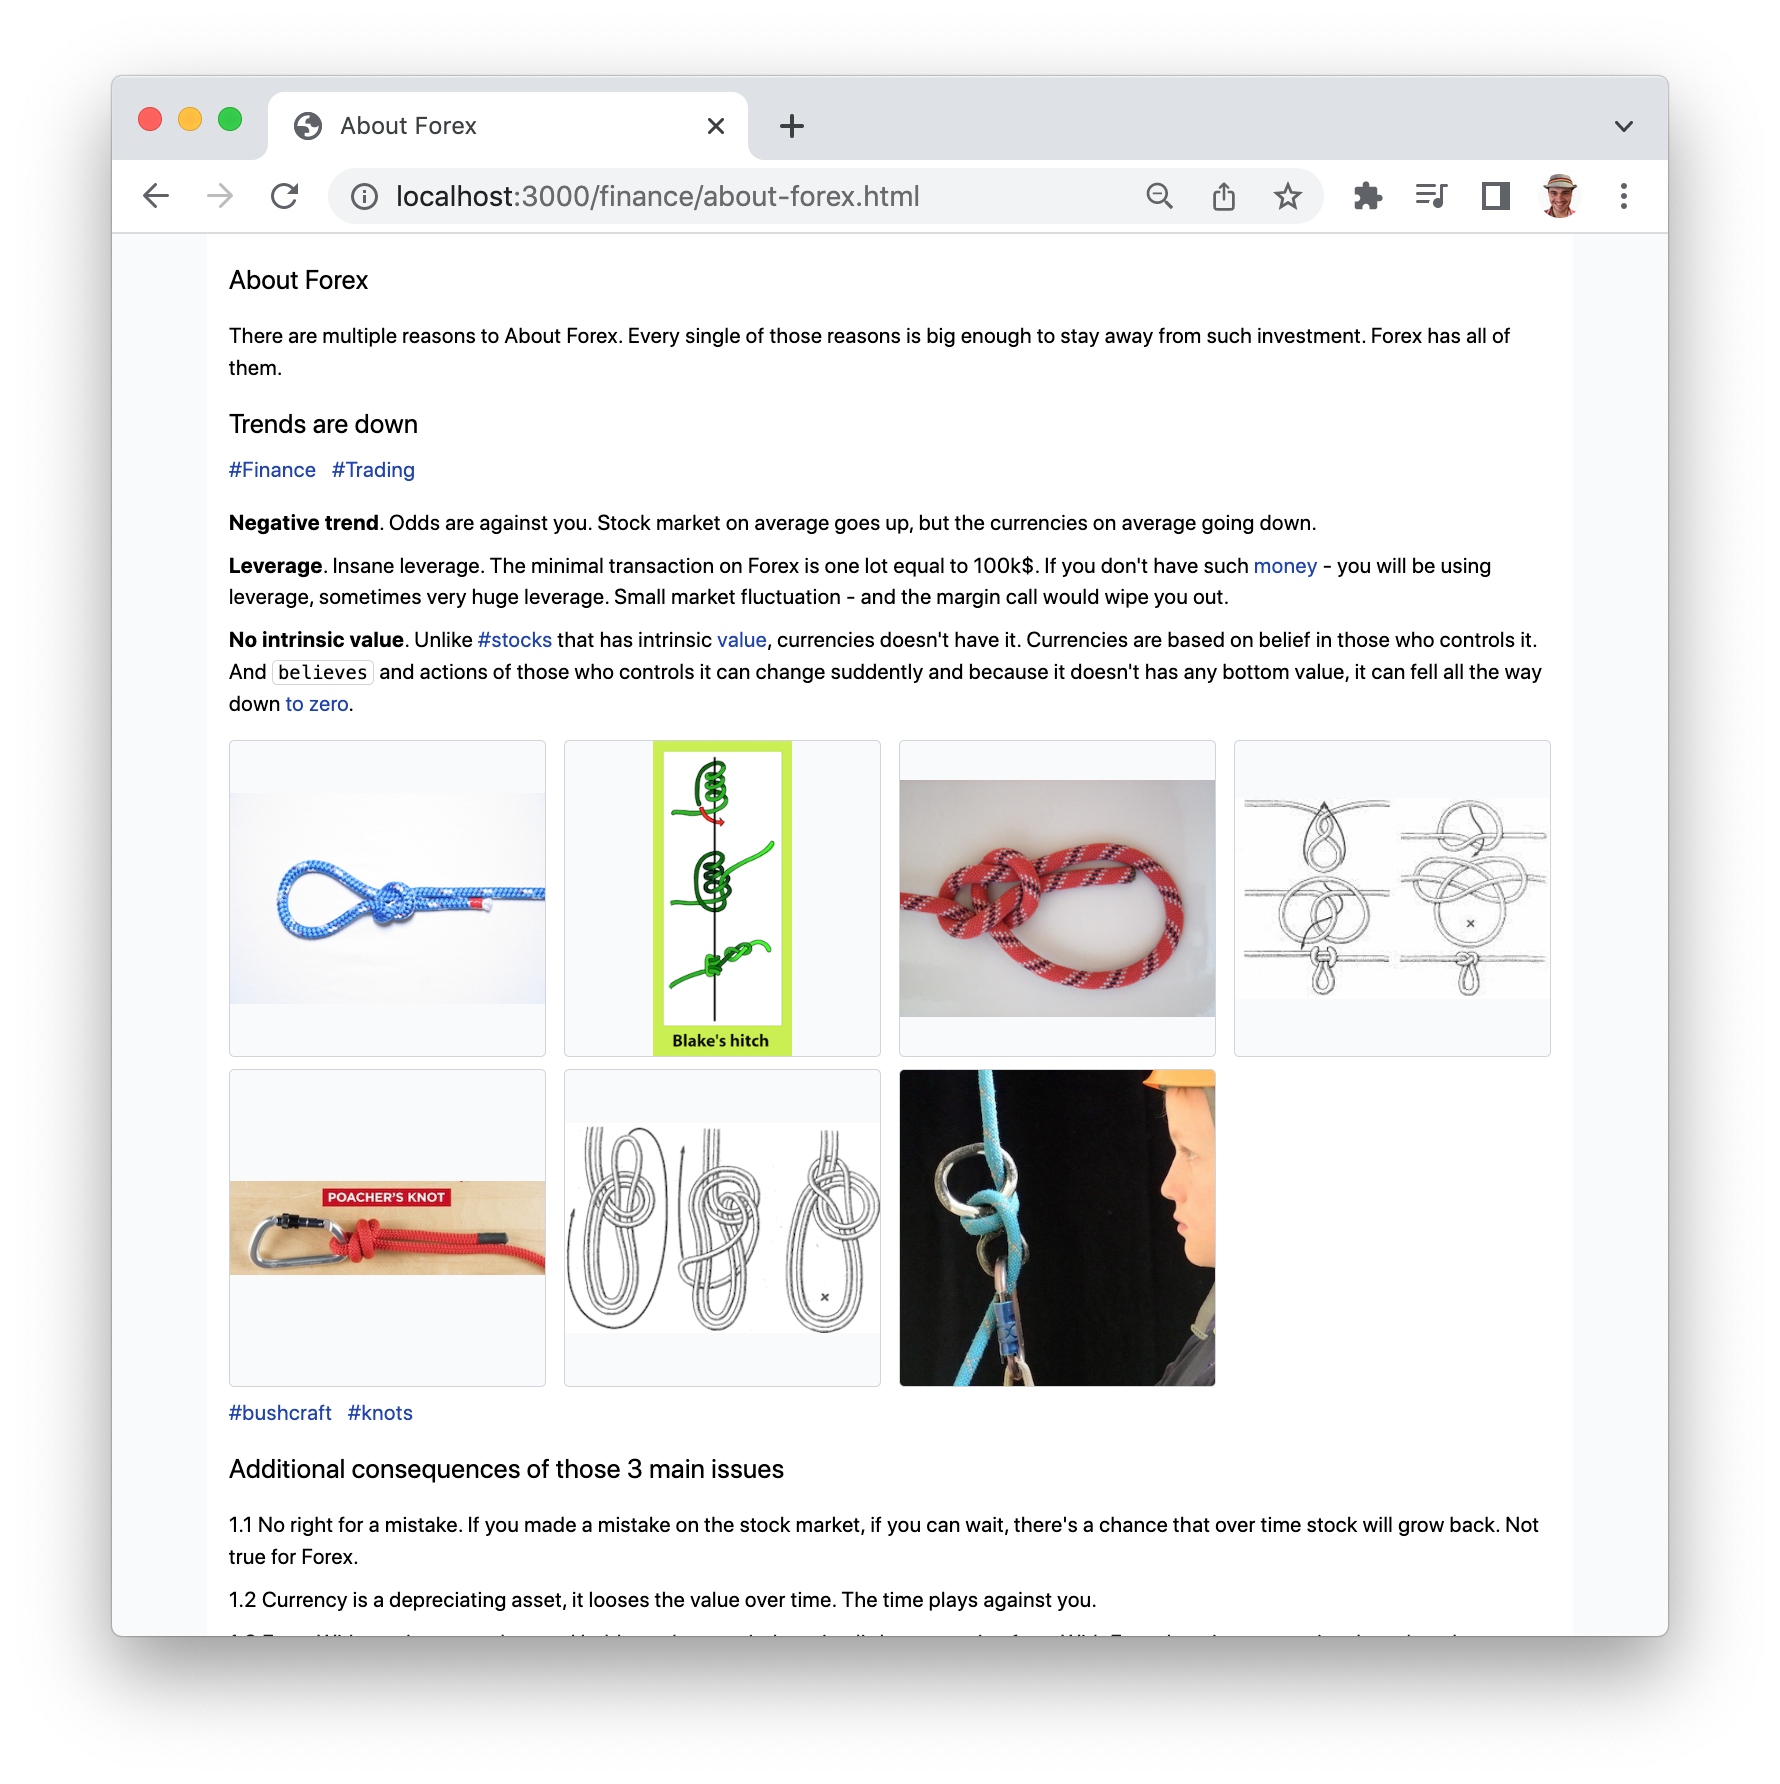 About Forex
localhost:3000/finance/about-forex.html
About Forex
There are multiple reasons to About Forex. Every single of those reasons is big enough to stay away from such investment. Forex has all of
them.
Trends are down
#Finance #Trading
Negative trend. Odds are against you. Stock market on average goes up, but the currencies on average going down.
Leverage. Insane leverage. The minimal transaction on Forex is one lot equal to 100k$. If you don't have such money - you will be using
leverage, sometimes very huge leverage. Small market fluctuation - and the margin call would wipe you out.
No intrinsic value. Unlike #stocks that has intrinsic value, currencies doesn't have it. Currencies are based on belief in those who controls it.
And believes and actions of those who controls it can change suddently and because it doesn't has any bottom value, it can fell all the way
down to zero.
Blake's hitch
POACHER'S KNOT
#bushcraft #knots
Additional consequences of those 3 main issues
1.1 No right for a mistake. If you made a mistake on the stock market, if you can wait, there's a chance that over time stock will grow back. Not
true for Forex.
1.2 Currency is a depreciating asset, it looses the value over time. The time plays against you.